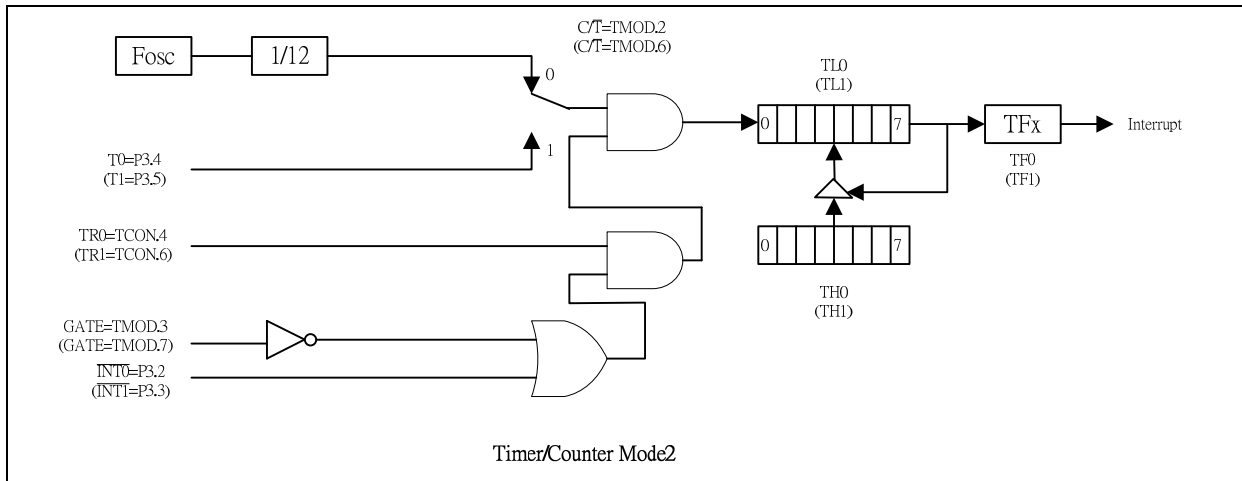 C/T̅=TMOD.2
(C/T̅=TMOD.6)
Fosc
1/12
0
1
T0=P3.4
(T1=P3.5)
TR0=TCON.4
(TR1=TCON.6)
GATE=TMOD.3
(GATE=TMOD.7)
I̅N̅T̅0̅=P3.2
(I̅N̅T̅1̅=P3.3)
TL0
(TL1)
0 7
TFx
Interrupt
TF0
(TF1)
0 7
TH0
(TH1)
Timer/Counter Mode2